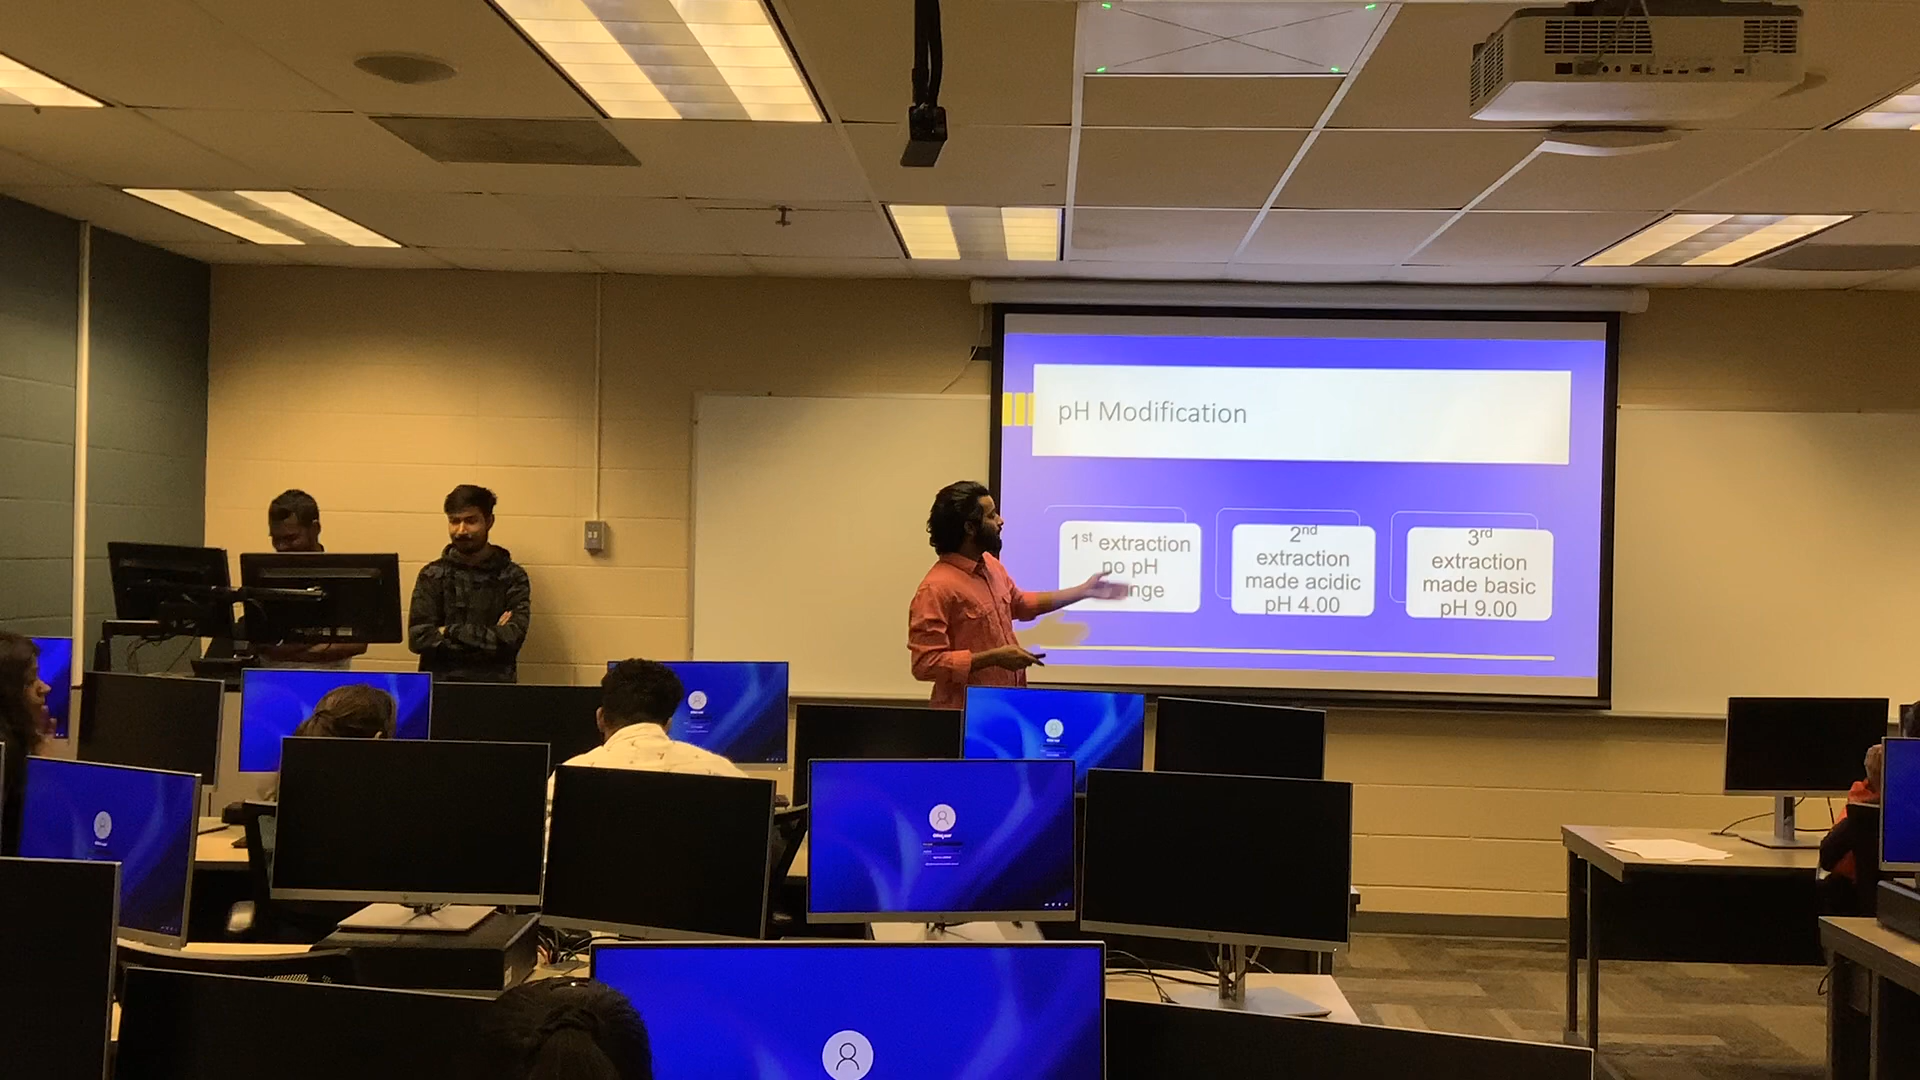 pH Modification
1st extraction
no pH
nge
2nd
extraction
made acidic
pH 4.00
3rd
extraction
made basic
pH 9.00